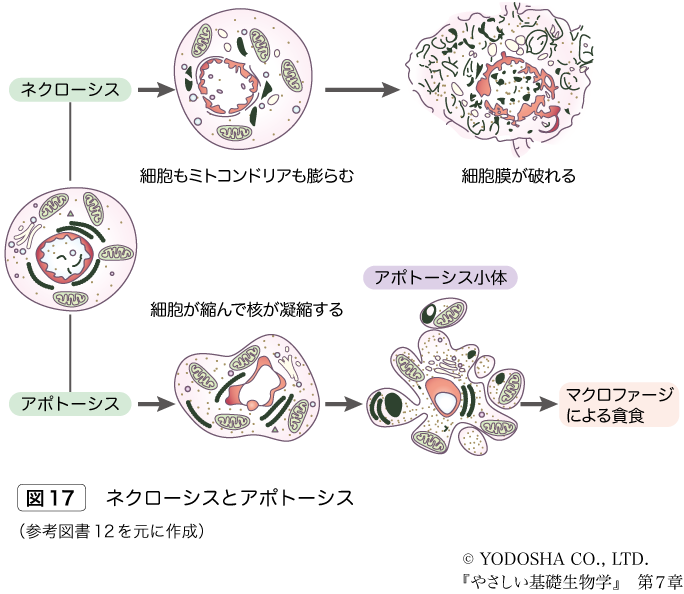 ネクローシス
細胞もミトコンドリアも膨らむ
細胞膜が破れる
アポトーシス小体
細胞が縮んで核が凝縮する
アポトーシス
マクロファージ
による貪食
図17 ネクローシスとアポトーシス
（参考図書12を元に作成）
© YODOSHA CO., LTD.
『やさしい基礎生物学』 第7章